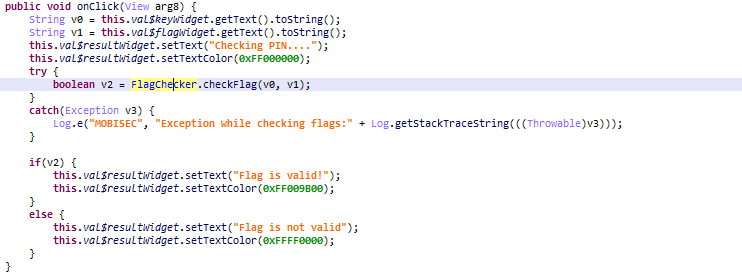 public void onClick(View arg8) {
    String v0 = this.val$keyWidget.getText().toString();
    String v1 = this.val$flagWidget.getText().toString();
    this.val$resultWidget.setText("Checking PIN....");
    this.val$resultWidget.setTextColor(0xFF000000);
    try {
        boolean v2 = FlagChecker.checkFlag(v0, v1);
    }
    catch(Exception v3) {
        Log.e("MOBISEC", "Exception while checking flags:" + Log.getStackTraceString(((Throwable)v3)));
    }

    if(v2) {
        this.val$resultWidget.setText("Flag is valid!");
        this.val$resultWidget.setTextColor(0xFF009B00);
    }
    else {
        this.val$resultWidget.setText("Flag is not valid");
        this.val$resultWidget.setTextColor(0xFFFF0000);
    }
}